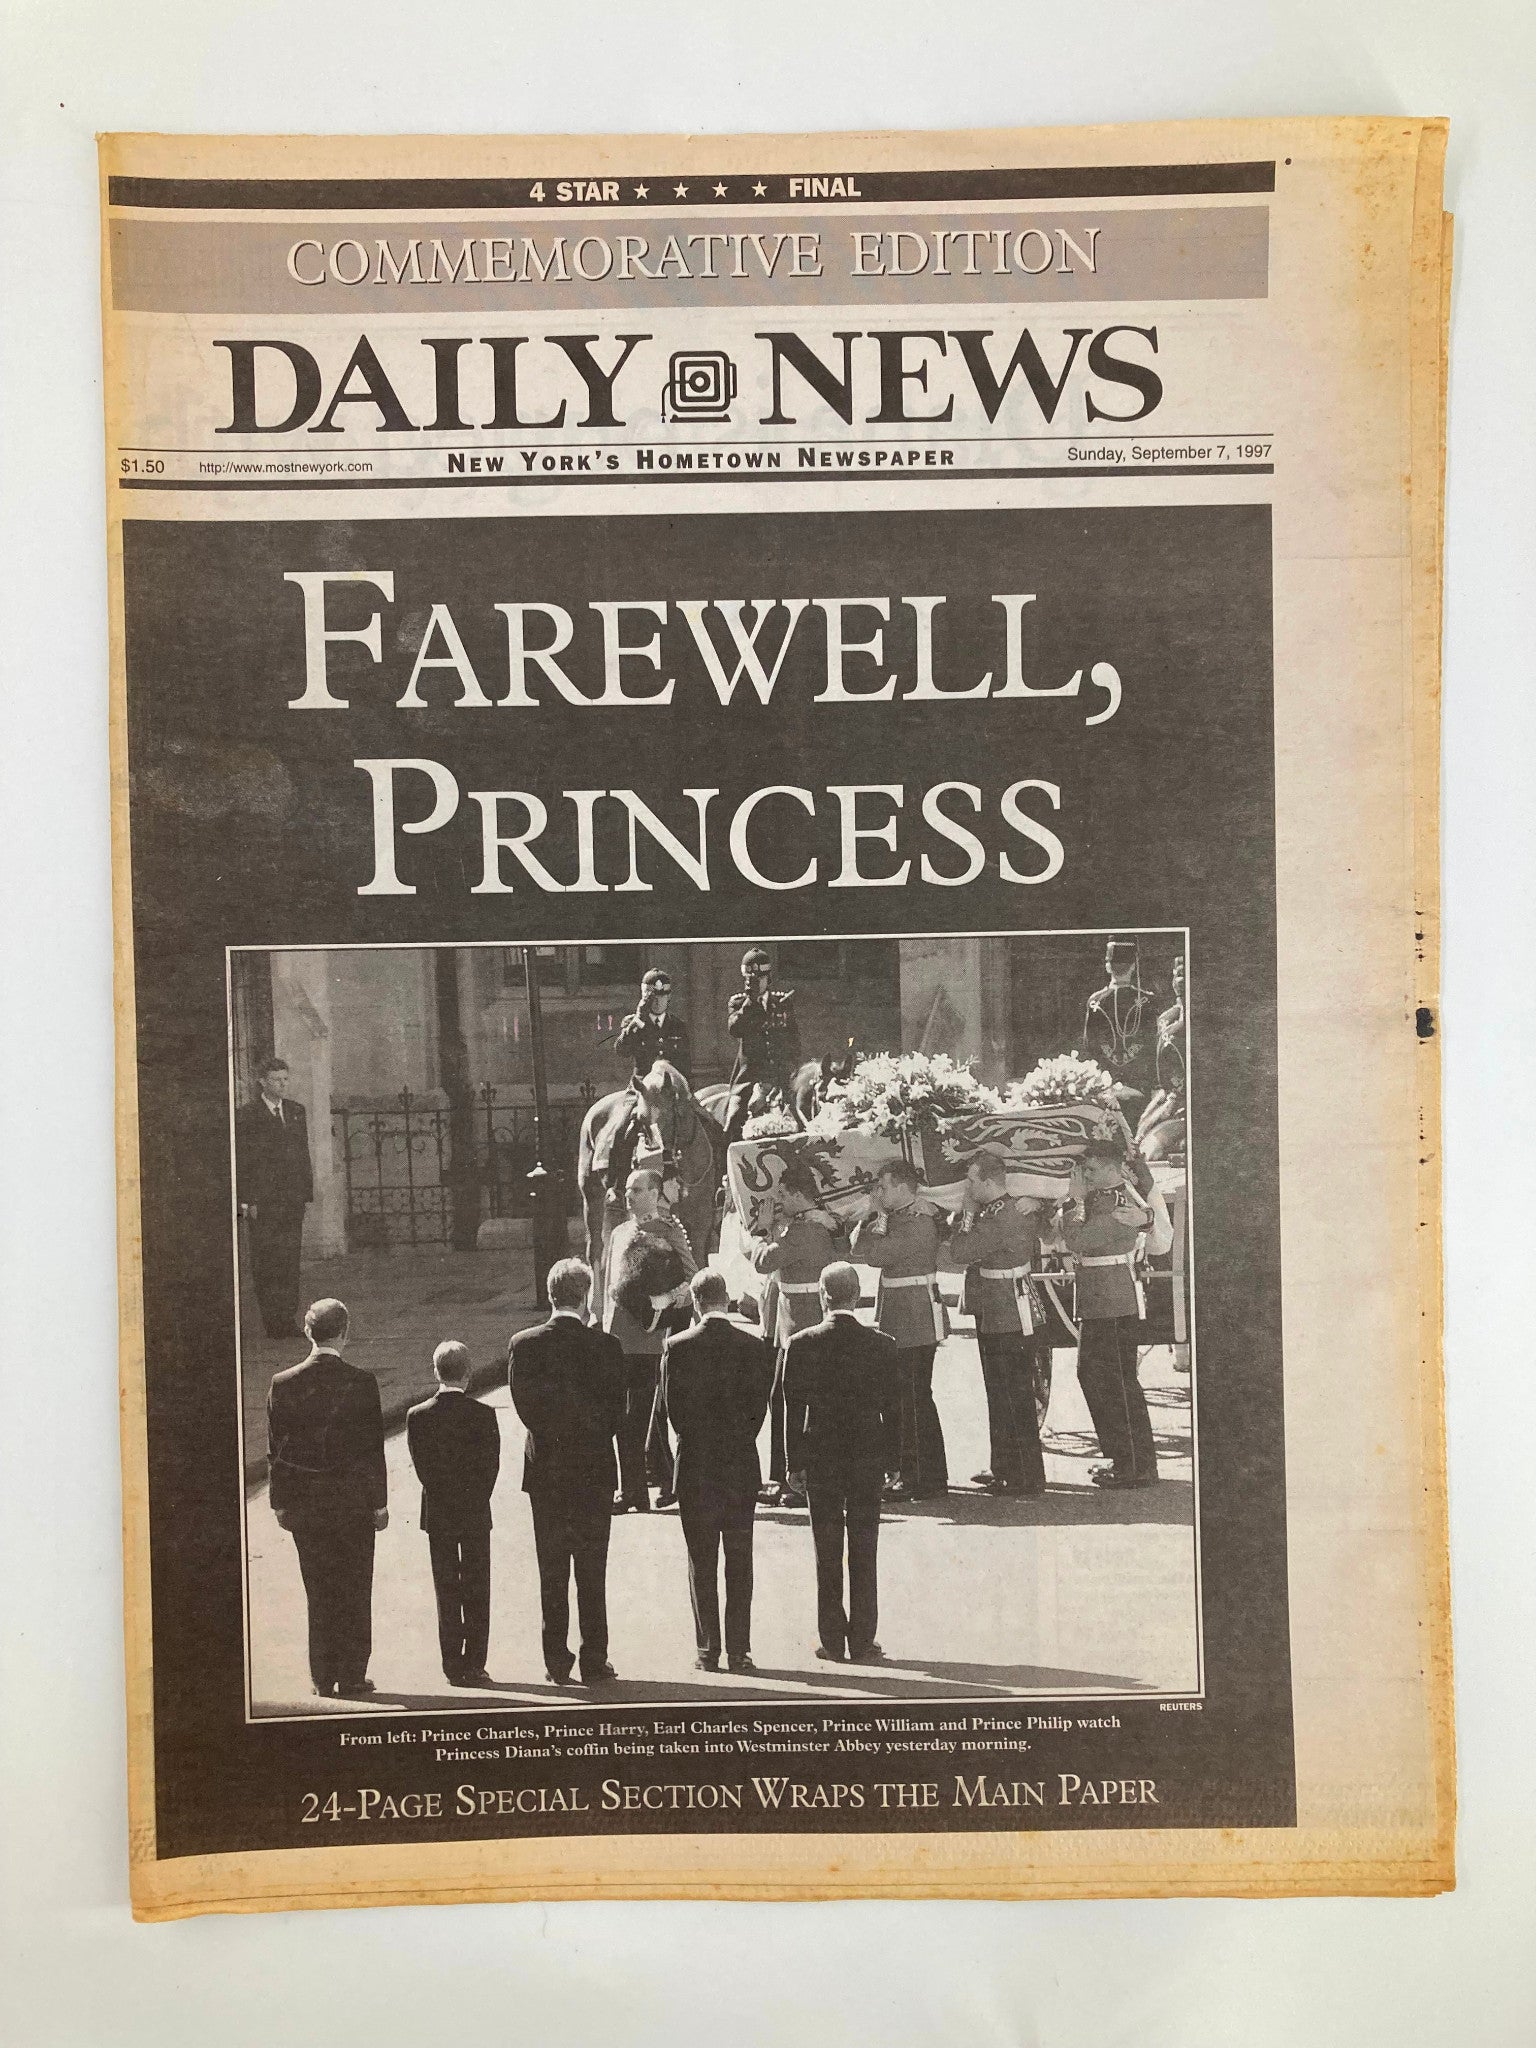 4 STAR ★ ★ ★ ★ FINAL
COMMEMORATIVE EDITION
DAILY NEWS
$1.50 http://www.mostnewyork.com NEW YORK'S HOMETOWN NEWSPAPER Sunday, September 7, 1997
FAREWELL,
PRINCESS
REUTERS
From left: Prince Charles, Prince Harry, Earl Charles Spencer, Prince William and Prince Philip watch
Princess Diana's coffin being taken into Westminster Abbey yesterday morning.
24-PAGE SPECIAL SECTION WRAPS THE MAIN PAPER